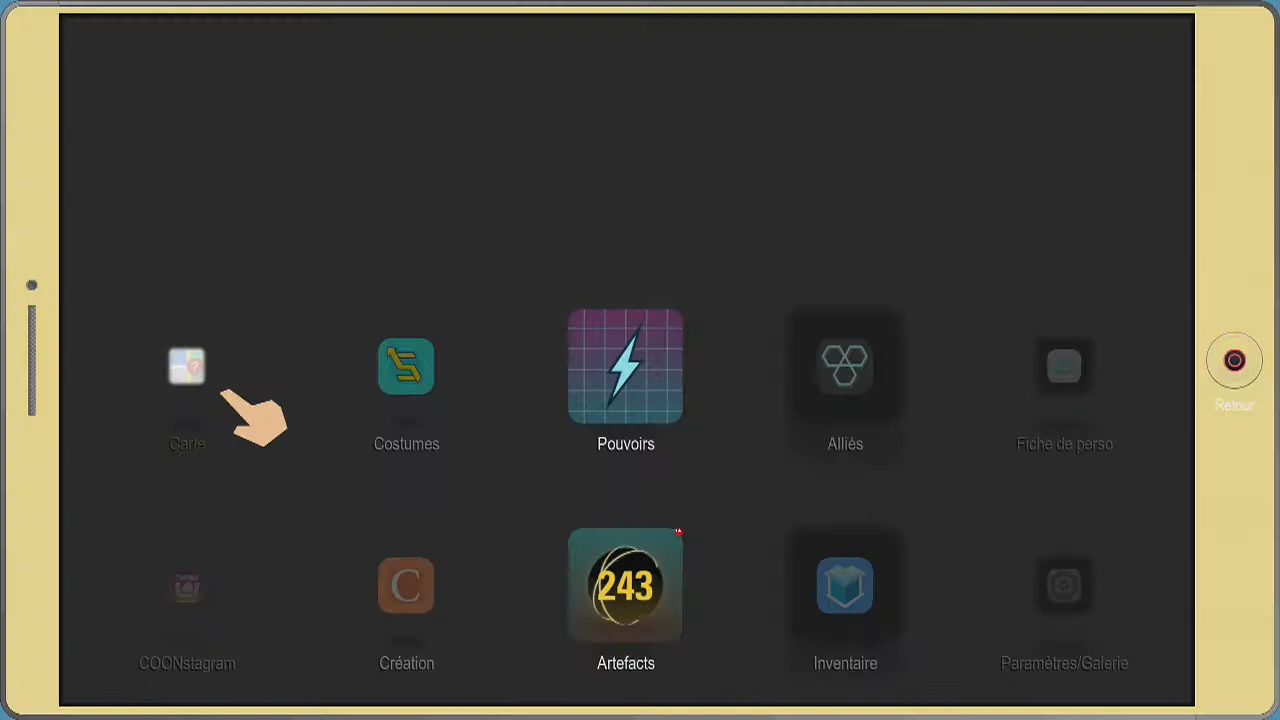 Retour
Carte
Costumes
Pouvoirs
Alliés
Fiche de perso
C
243
COONstagram
Création
Artefacts
Inventaire
Paramètres/Galerie